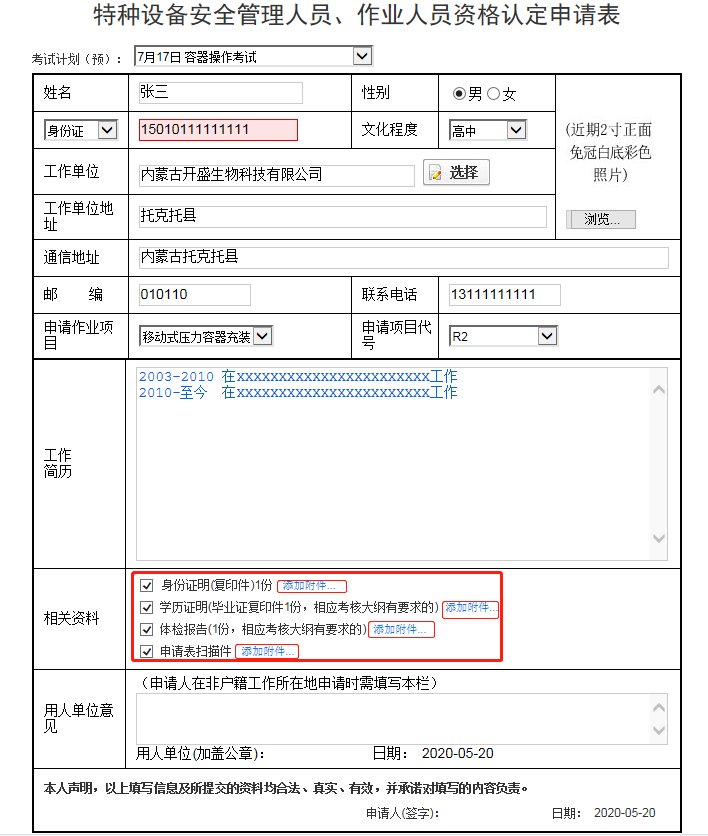 特种设备安全管理人员、作业人员资格认定申请表
考试计划（预）： 7月17日 容器操作考试
姓名 张三 性别 男 女
身份证 15010111111111 文化程度 高中
(近期2寸正面
免冠白底彩色
照片)
工作单位 内蒙古开盛生物科技有限公司 选择
工作单位地
址
托克托县 浏览...
通信地址 内蒙古托克托县
邮 编 010110 联系电话 13111111111
申请作业项
目
移动式压力容器充装
申请项目代
号
R2
工作
简历
2003-2010 在xxxxxxxxxxxxxxxxxxxxxxx工作
2010-至今 在xxxxxxxxxxxxxxxxxxxxxxx工作
相关资料
身份证明(复印件)1份 添加附件...
学历证明(毕业证复印件1份，相应考核大纲有要求的) 添加附件...
体检报告(1份，相应考核大纲有要求的) 添加附件...
申请表扫描件 添加附件...
用人单位意
见
（申请人在非户籍工作所在地申请时需填写本栏）
用人单位(加盖公章)： 日期： 2020-05-20
本人声明，以上填写信息及所提交的资料均合法、真实、有效，并承诺对填写的内容负责。
申请人(签字): 日期： 2020-05-20